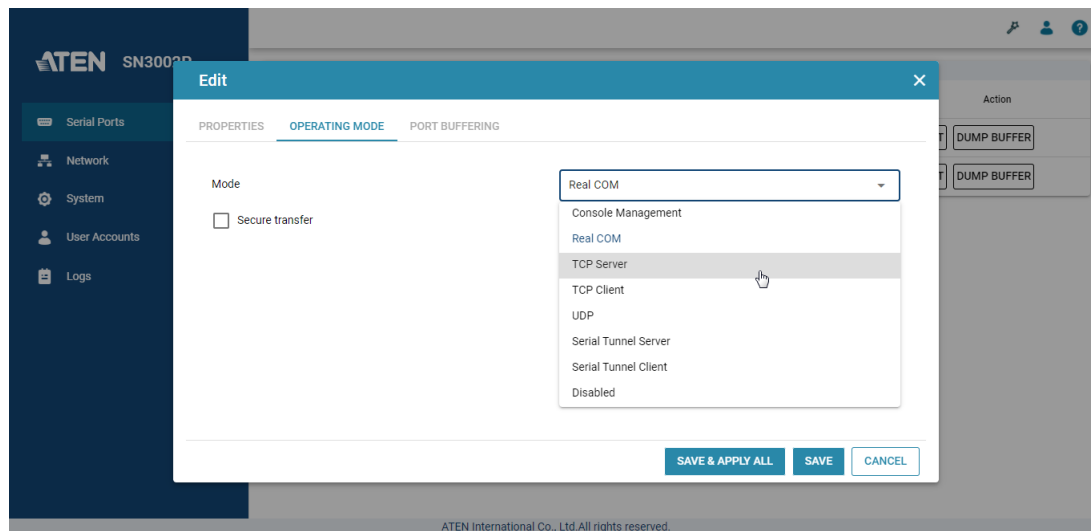 ATEN SN3002P
Edit
Action
Serial Ports
PROPERTIES OPERATING MODE PORT BUFFERING
T DUMP BUFFER
Network
Mode
Real COM
T DUMP BUFFER
System
Secure transfer
Console Management
User Accounts
Real COM
TCP Server
Logs
TCP Client
UDP
Serial Tunnel Server
Serial Tunnel Client
Disabled
SAVE & APPLY ALL SAVE CANCEL
ATEN International Co., Ltd.All rights reserved.